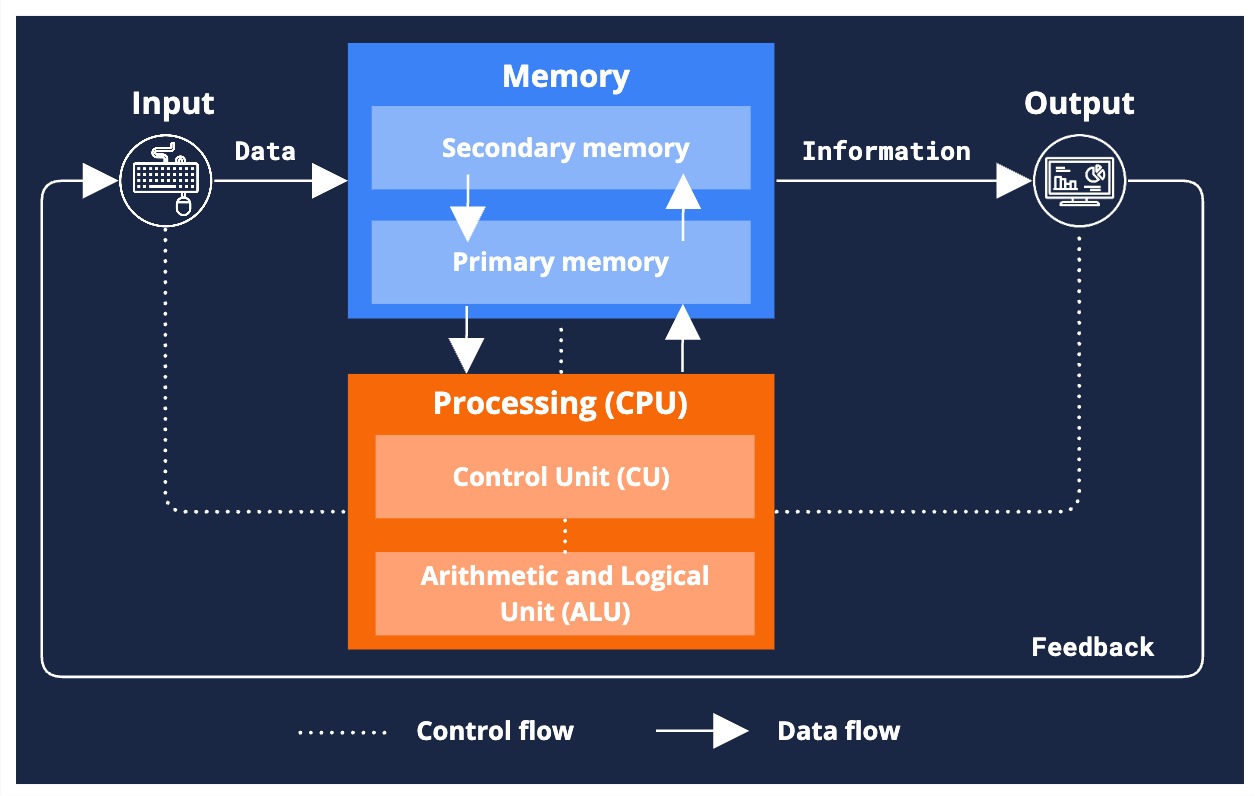 Memory
Input
Output
Data
Secondary memory
Information
Primary memory
Processing (CPU)
Control Unit (CU)
Arithmetic and Logical
Unit (ALU)
Feedback
Control flow
Data flow